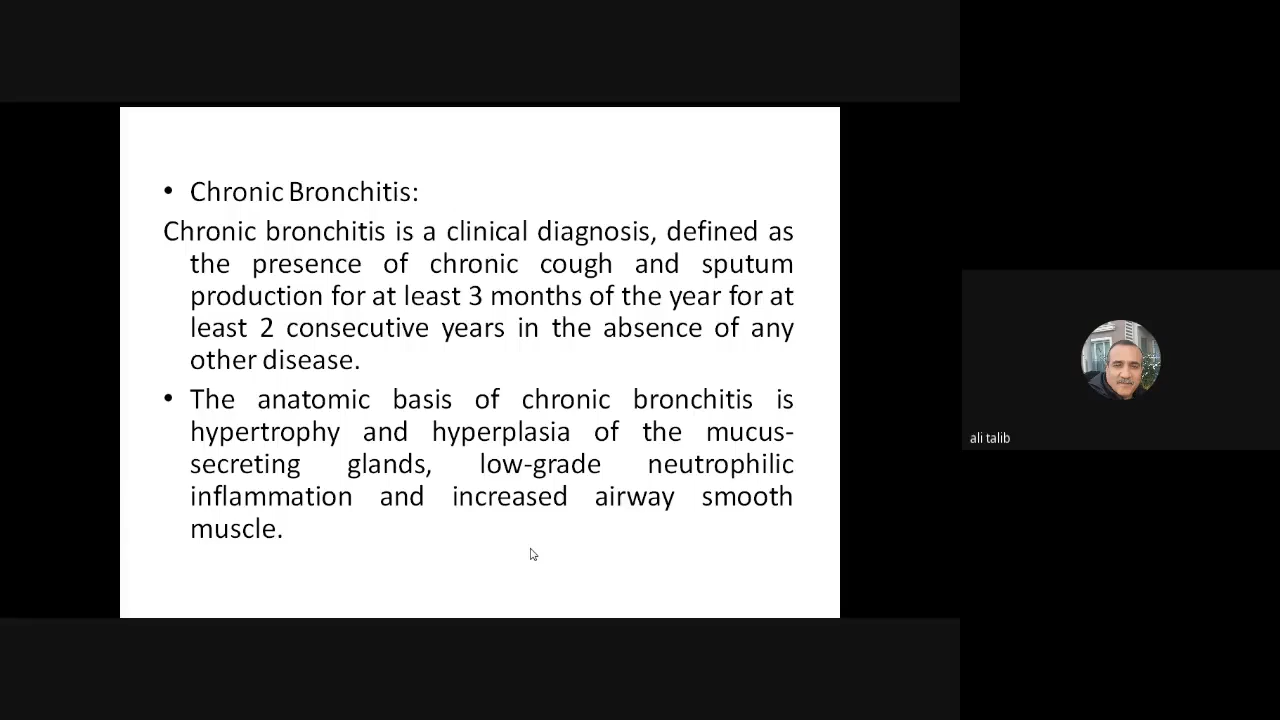 • Chronic Bronchitis:
Chronic bronchitis is a clinical diagnosis, defined as
the presence of chronic cough and sputum
production for at least 3 months of the year for at
least 2 consecutive years in the absence of any
other disease.
• The anatomic basis of chronic bronchitis is
hypertrophy and hyperplasia of the mucus-
secreting glands, low-grade neutrophilic
inflammation and increased airway smooth
muscle.
ali talib